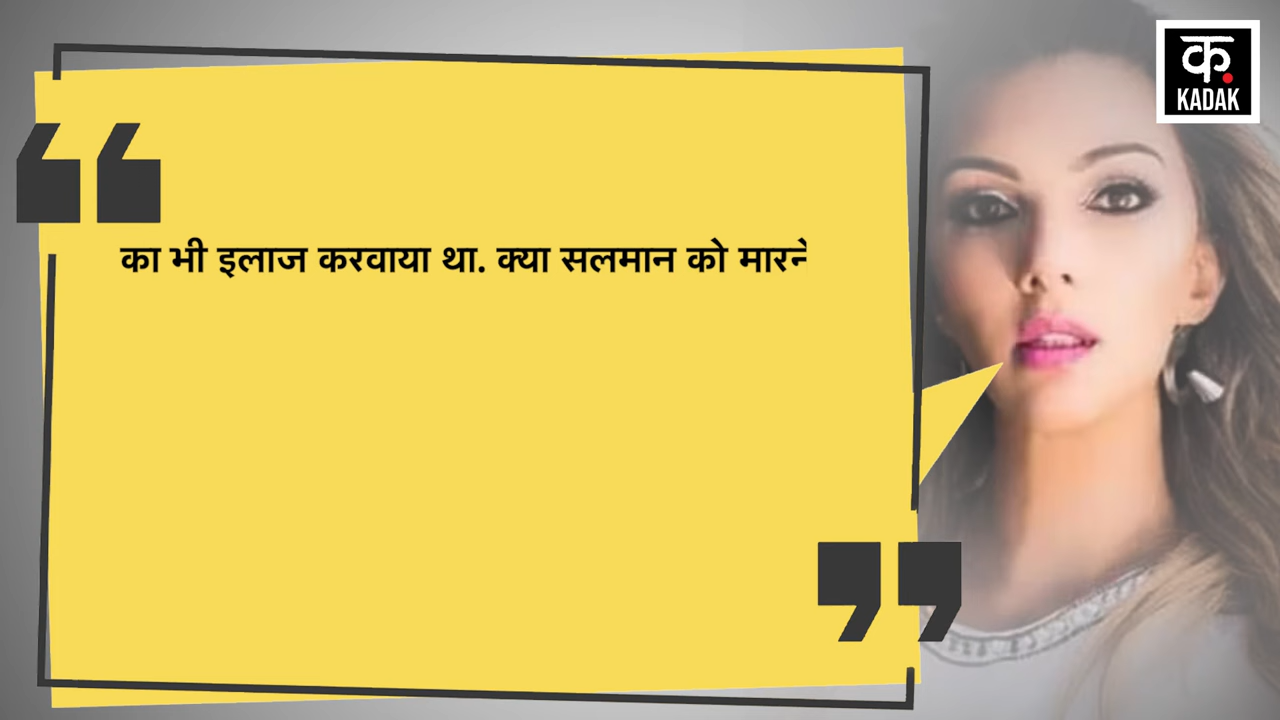 क.
KADAK
का भी इलाज करवाया था. क्या सलमान को मारने